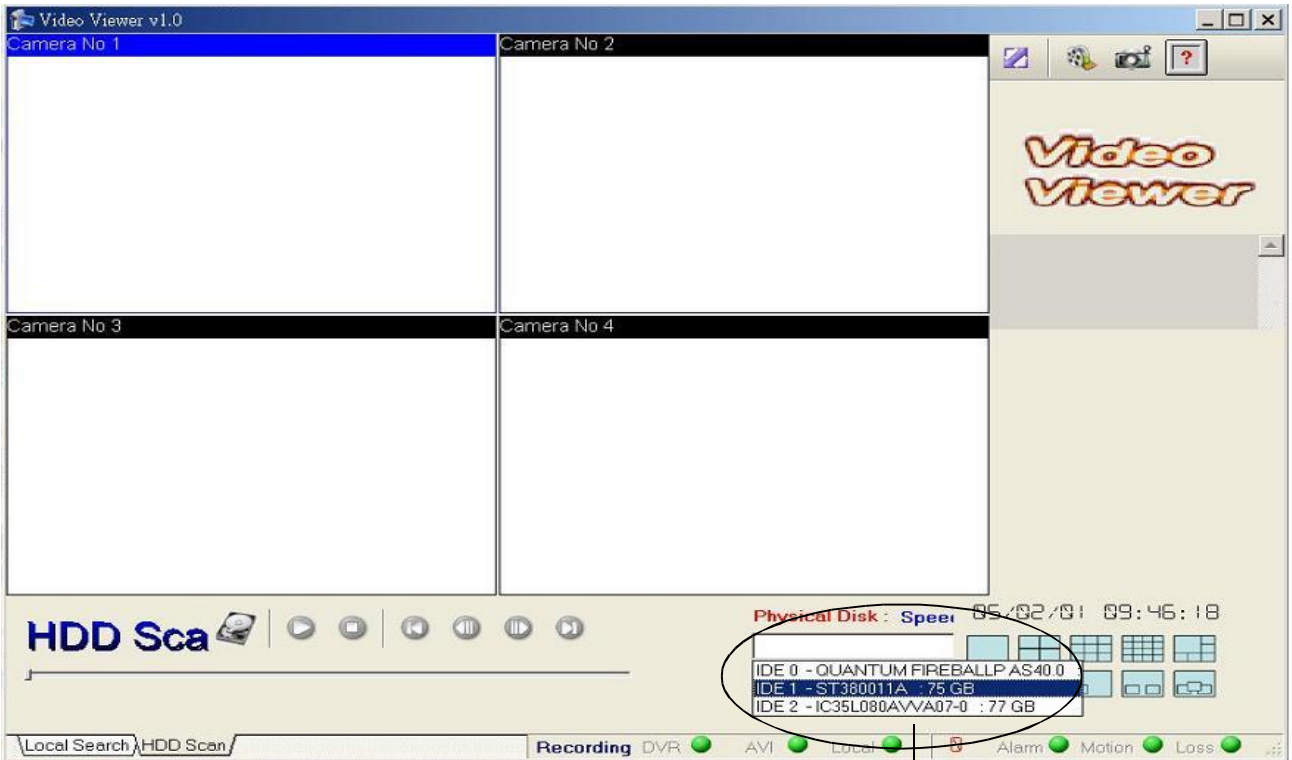 Video Viewer v1.0
Camera No 1
Camera No 2
?
Video
Viewer
Camera No 3
Camera No 4
HDD Sca
Physical Disk : Speed
05/02/01 09:46:18
IDE 0 - QUANTUM FIREBALLP AS40.0
IDE 1 - ST380011A : 75 GB
IDE 2 - IC35L080AVVA07-0 : 77 GB
Local Search HDD Scan
Recording DVR AVI Local Alarm Motion Loss